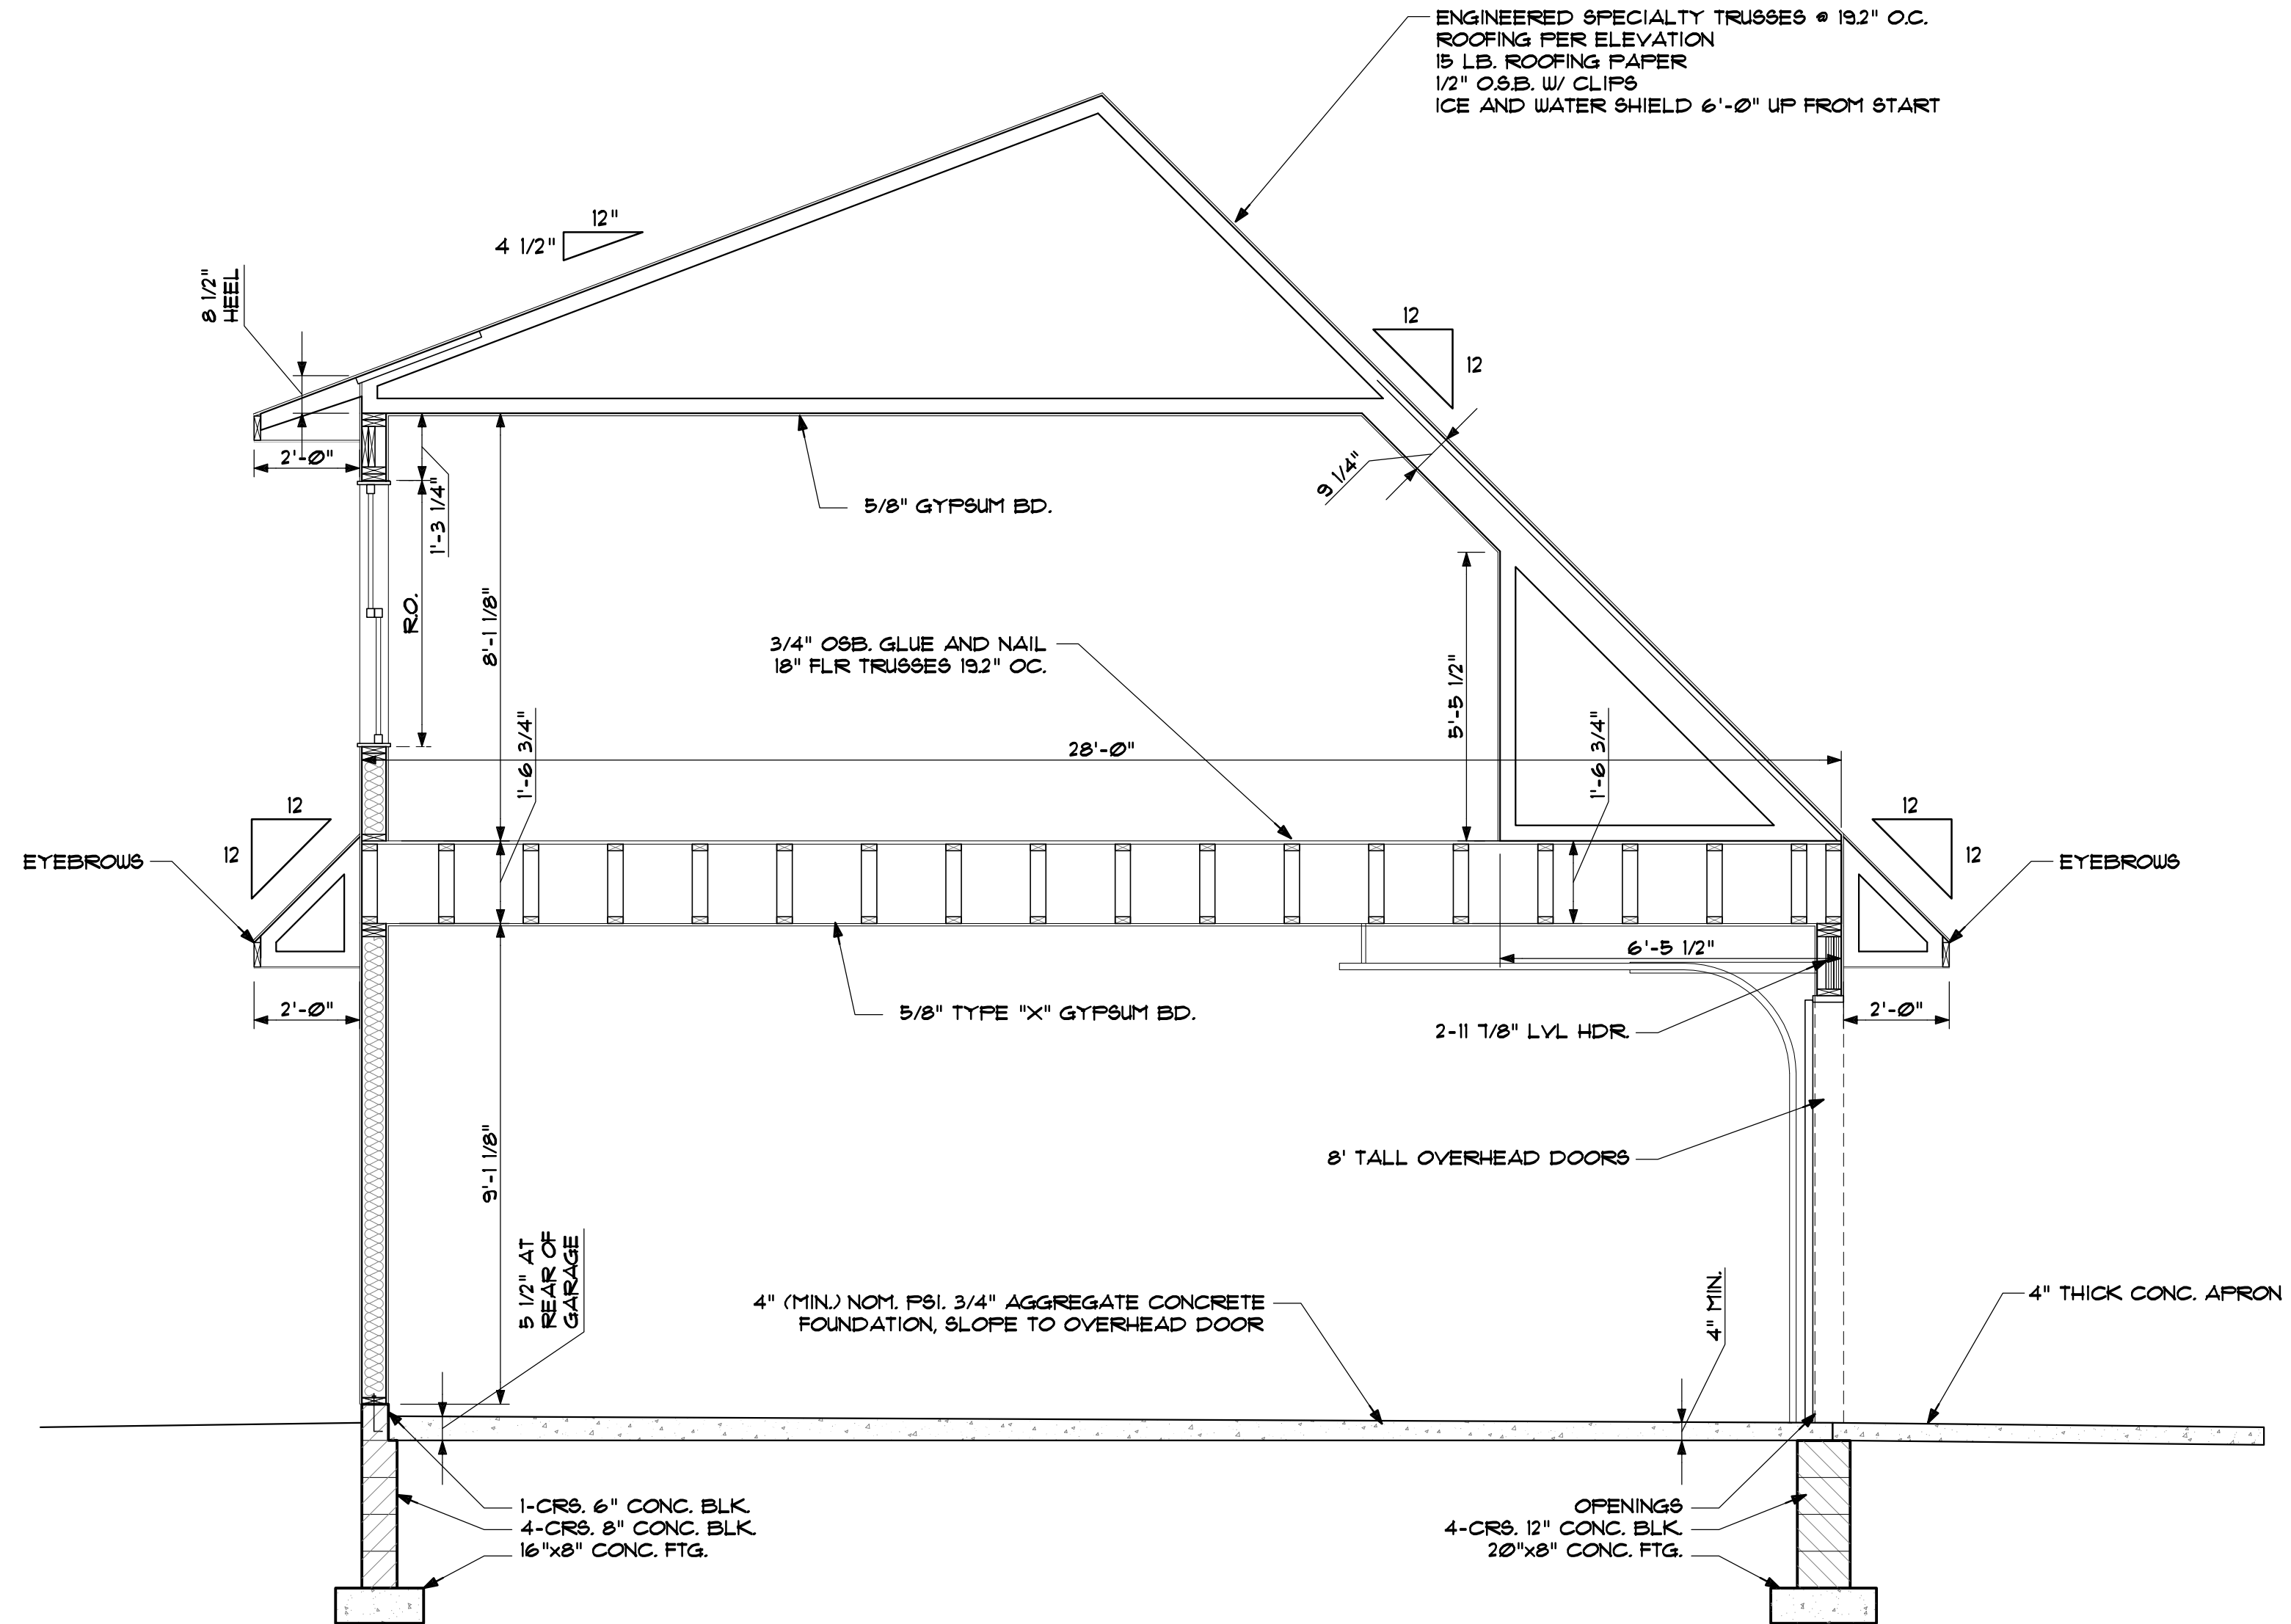 ENGINEERED SPECIALTY TRUSSES @ 19.2" O.C.
ROOFING PER ELEVATION
15 LB. ROOFING PAPER
1/2" O.S.B. W/ CLIPS
ICE AND WATER SHIELD 6'-0" UP FROM START
12"
4 1/2"
8 1/2"
HEEL
12
12
2'-0"
1'-3 1/4"
9 1/4"
5/8" GYPSUM BD.
R.O.
8'-1 1/8"
3/4" OSB. GLUE AND NAIL
18" FLR TRUSSES 19.2" OC.
5'-5 1/2"
1'-6 3/4"
28'-0"
1'-6 3/4"
12
12
EYEBROWS
12
12
EYEBROWS
6'-5 1/2"
2'-0"
5/8" TYPE "X" GYPSUM BD.
2-11 7/8" LVL HDR.
2'-0"
9'-1 1/8"
8' TALL OVERHEAD DOORS
5 1/2" AT
REAR OF
GARAGE
4" (MIN.) NOM. PSI. 3/4" AGGREGATE CONCRETE
FOUNDATION, SLOPE TO OVERHEAD DOOR
4" MIN.
4" THICK CONC. APRON
1-CRS. 6" CONC. BLK.
4-CRS. 8" CONC. BLK.
16"x8" CONC. FTG.
OPENINGS
4-CRS. 12" CONC. BLK.
20"x8" CONC. FTG.